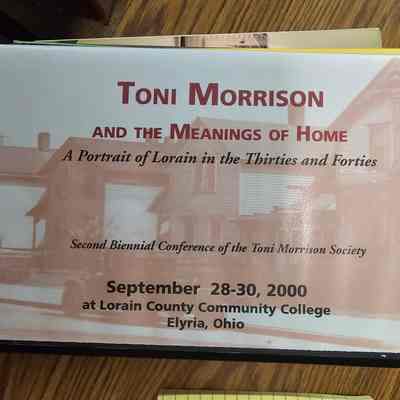 TONI MORRISON
AND THE MEANINGS OF HOME
A Portrait of Lorain in the Thirties and Forties
Second Biennial Conference of the Toni Morrison Society
September 28-30, 2000
at Lorain County Community College
Elyria, Ohio